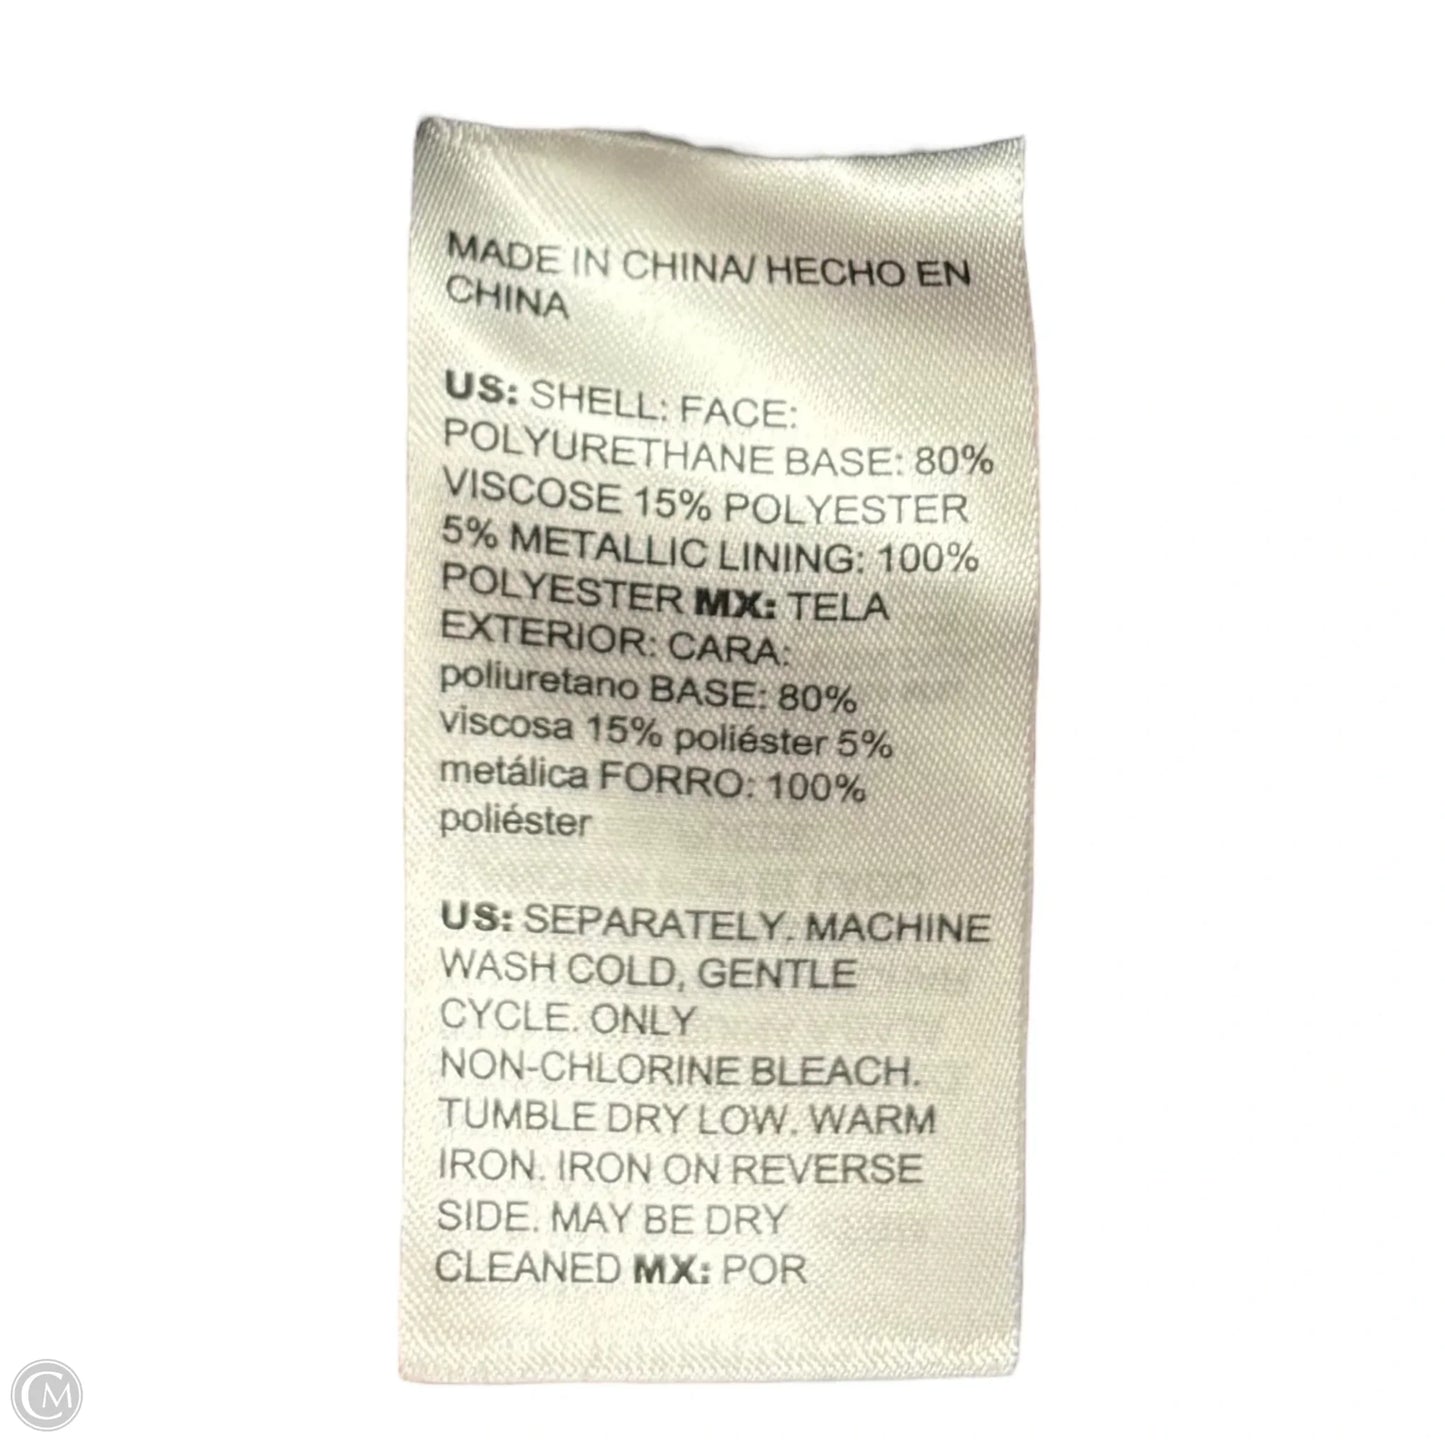 MADE IN CHINA/ HECHO EN
CHINA
US: SHELL: FACE:
POLYURETHANE BASE: 80%
VISCOSE 15% POLYESTER
5% METALLIC LINING: 100%
POLYESTER MX: TELA
EXTERIOR: CARA:
poliuretano BASE: 80%
viscosa 15% poliéster 5%
metálica FORRO: 100%
poliéster
US: SEPARATELY. MACHINE
WASH COLD, GENTLE
CYCLE. ONLY
NON-CHLORINE BLEACH.
TUMBLE DRY LOW. WARM
IRON. IRON ON REVERSE
SIDE. MAY BE DRY
CLEANED MX: POR
CM